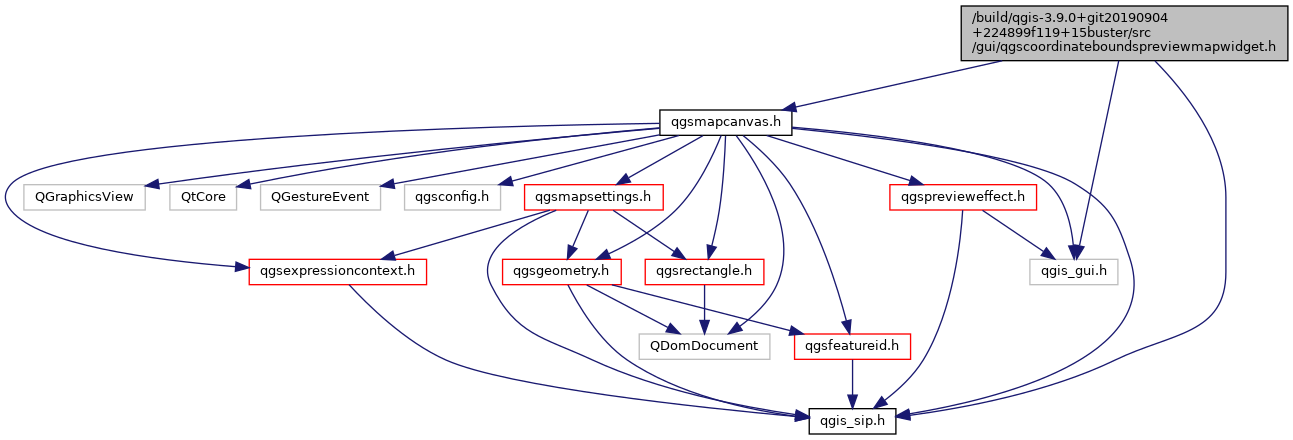 /build/qgis-3.9.0+git20190904
+224899f119+15buster/src
/gui/qgscoordinateboundspreviewmapwidget.h
qgsmapcanvas.h
QGraphicsView
QtCore
QGestureEvent
qgsconfig.h
qgsmapsettings.h
qgsprevieweffect.h
qgsexpressioncontext.h
qgsgeometry.h
qgsrectangle.h
qgis_gui.h
QDomDocument
qgsfeatureid.h
qgis_sip.h